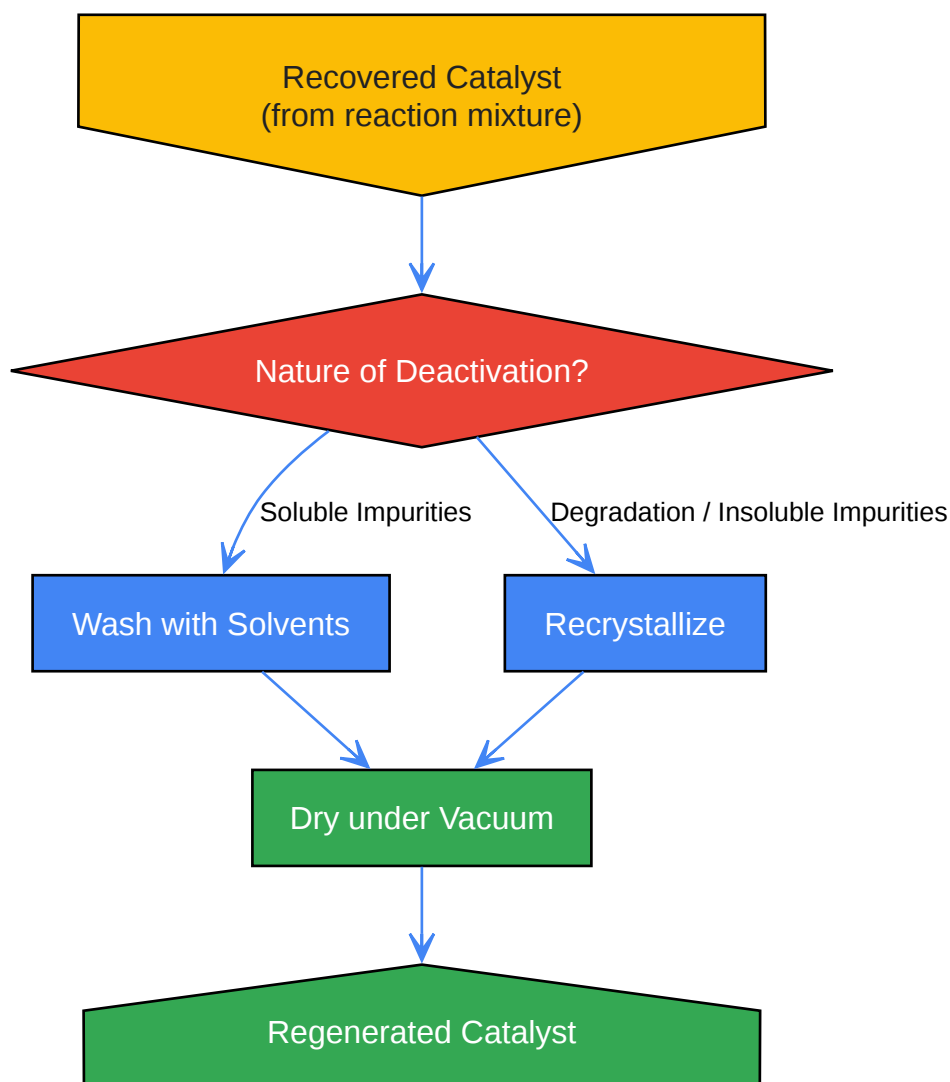 Recovered Catalyst
(from reaction mixture)
Nature of Deactivation?
Soluble Impurities
Degradation / Insoluble Impurities
Wash with Solvents
Recrystallize
Dry under Vacuum
Regenerated Catalyst